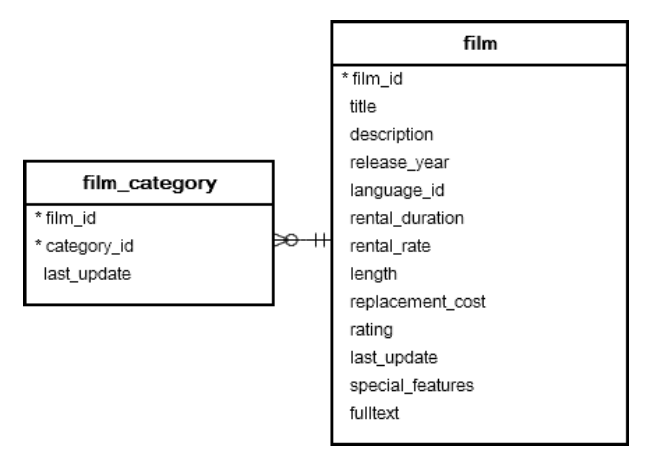 film_category
* film_id
* category_id
last_update
film
* film_id
title
description
release_year
language_id
rental_duration
rental_rate
length
replacement_cost
rating
last_update
special_features
fulltext